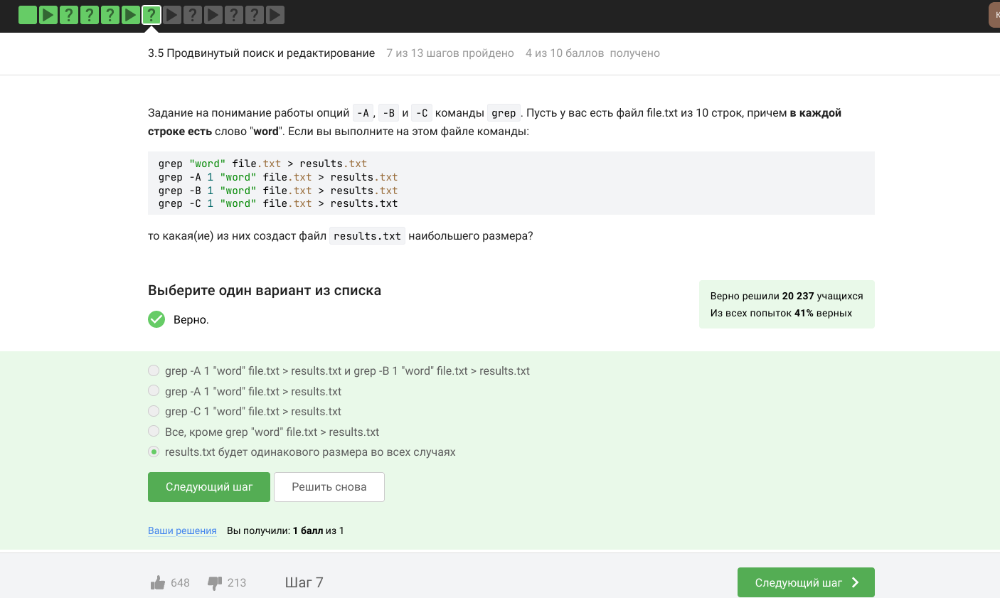 ? ? ? ? ? ? ?
К
3.5 Продвинутый поиск и редактирование 7 из 13 шагов пройдено 4 из 10 баллов получено
Задание на понимание работы опций -A, -B и -C команды grep. Пусть у вас есть файл file.txt из 10 строк, причем в каждой
строке есть слово "word". Если вы выполните на этом файле команды:
grep "word" file.txt > results.txt
grep -A 1 "word" file.txt > results.txt
grep -B 1 "word" file.txt > results.txt
grep -C 1 "word" file.txt > results.txt
то какая(ие) из них создаст файл results.txt наибольшего размера?
Выберите один вариант из списка
Верно.
Верно решили 20 237 учащихся
Из всех попыток 41% верных
grep -A 1 "word" file.txt > results.txt и grep -B 1 "word" file.txt > results.txt
grep -A 1 "word" file.txt > results.txt
grep -C 1 "word" file.txt > results.txt
Все, кроме grep "word" file.txt > results.txt
results.txt будет одинакового размера во всех случаях
Следующий шаг Решить снова
Ваши решения Вы получили: 1 балл из 1
648 213 Шаг 7 Следующий шаг